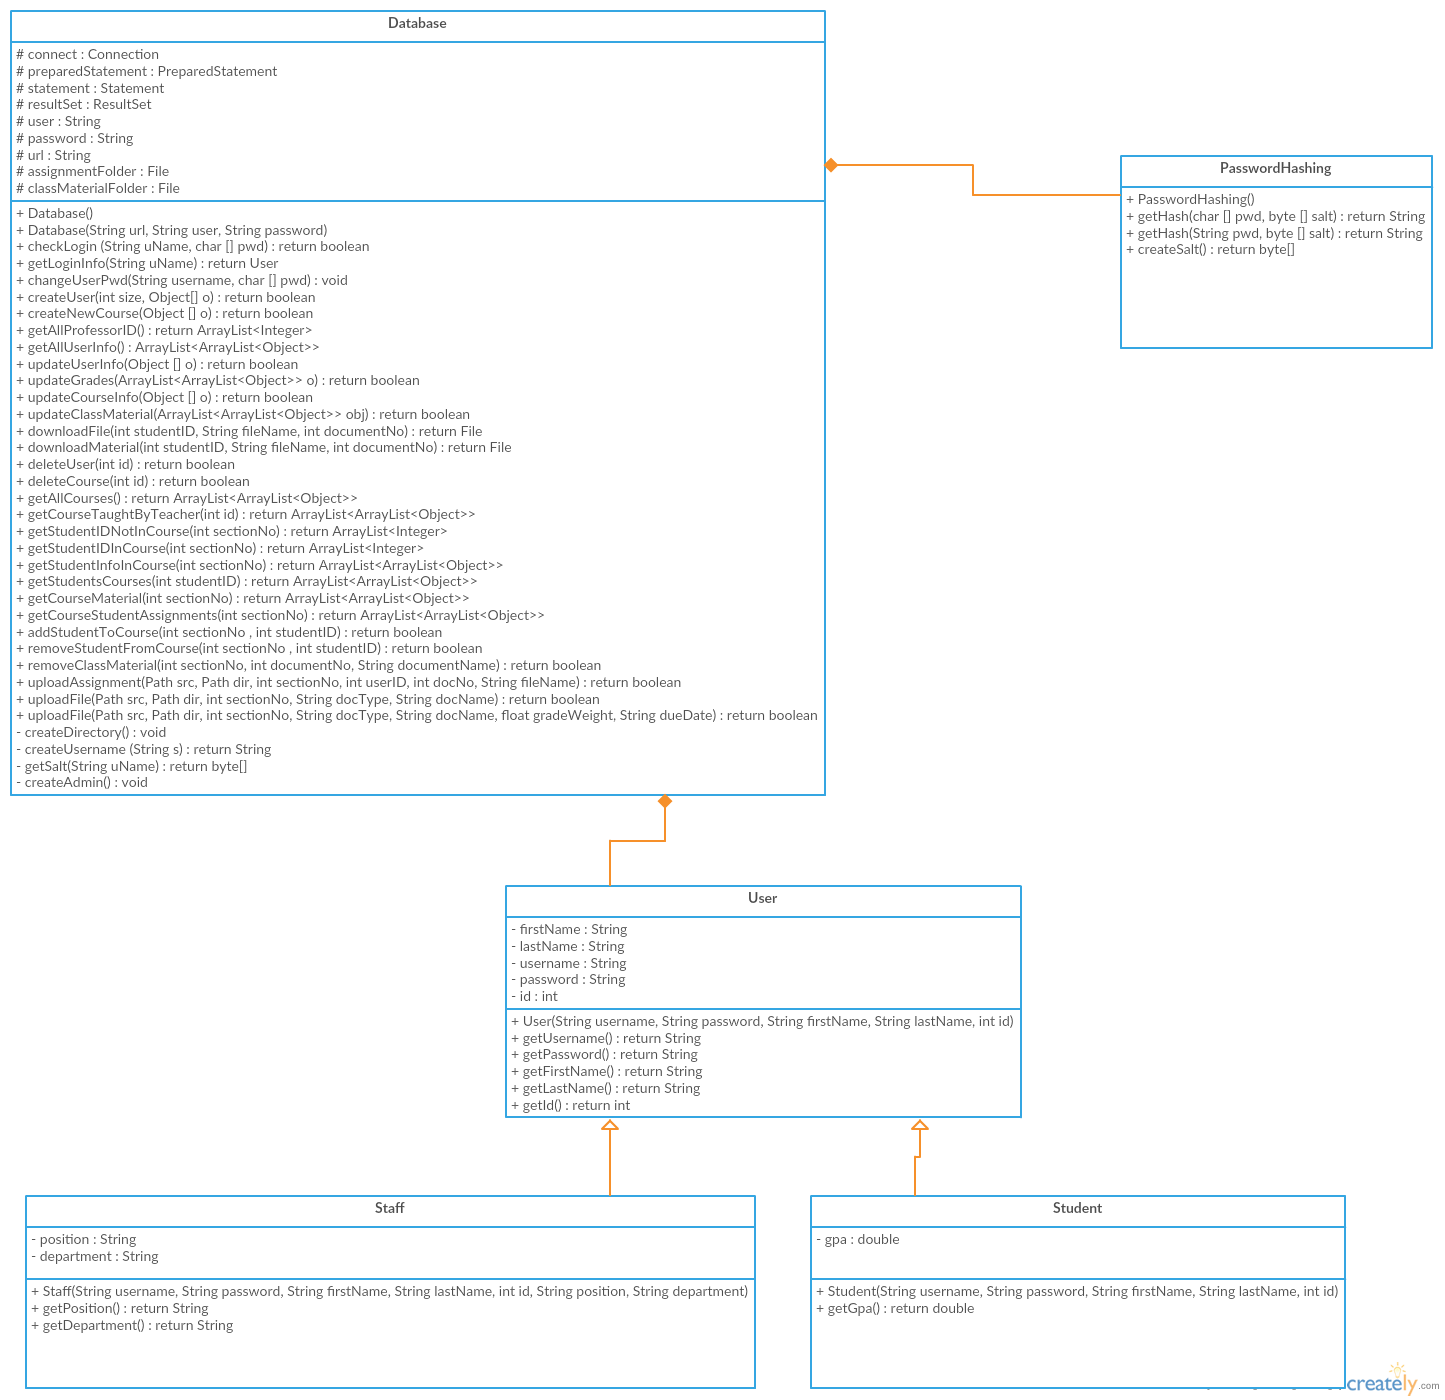 Database
# connect : Connection
# preparedStatement : PreparedStatement
# statement : Statement
# resultSet : ResultSet
# user : String
# password : String
# url : String
# assignmentFolder : File
# classMaterialFolder : File
+ Database()
+ Database(String url, String user, String password)
+ checkLogin (String uName, char [] pwd) : return boolean
+ getLoginInfo(String uName) : return User
+ changeUserPwd(String username, char [] pwd) : void
+ createUser(int size, Object[] o) : return boolean
+ createNewCourse(Object [] o) : return boolean
+ getAllProfessorID() : return ArrayList<Integer>
+ getAllUserInfo() : ArrayList<ArrayList<Object>>
+ updateUserInfo(Object [] o) : return boolean
+ updateGrades(ArrayList<ArrayList<Object>> o) : return boolean
+ updateCourseInfo(Object [] o) : return boolean
+ updateClassMaterial(ArrayList<ArrayList<Object>> obj) : return boolean
+ downloadFile(int studentID, String fileName, int documentNo) : return File
+ downloadMaterial(int studentID, String fileName, int documentNo) : return File
+ deleteUser(int id) : return boolean
+ deleteCourse(int id) : return boolean
+ getAllCourses() : return ArrayList<ArrayList<Object>>
+ getCourseTaughtByTeacher(int id) : return ArrayList<ArrayList<Object>>
+ getStudentIDNotInCourse(int sectionNo) : return ArrayList<Integer>
+ getStudentIDInCourse(int sectionNo) : return ArrayList<Integer>
+ getStudentInfoInCourse(int sectionNo) : return ArrayList<ArrayList<Object>>
+ getStudentsCourses(int studentID) : return ArrayList<ArrayList<Object>>
+ getCourseMaterial(int sectionNo) : return ArrayList<ArrayList<Object>>
+ getCourseStudentAssignments(int sectionNo) : return ArrayList<ArrayList<Object>>
+ addStudentToCourse(int sectionNo , int studentID) : return boolean
+ removeStudentFromCourse(int sectionNo , int studentID) : return boolean
+ removeClassMaterial(int sectionNo, int documentNo, String documentName) : return boolean
+ uploadAssignment(Path src, Path dir, int sectionNo, int userID, int docNo, String fileName) : return boolean
+ uploadFile(Path src, Path dir, int sectionNo, String docType, String docName) : return boolean
+ uploadFile(Path src, Path dir, int sectionNo, String docType, String docName, float gradeWeight, String dueDate) : return boolean
- createDirectory() : void
- createUsername (String s) : return String
- getSalt(String uName) : return byte[]
- createAdmin() : void
PasswordHashing
+ PasswordHashing()
+ getHash(char [] pwd, byte [] salt) : return String
+ getHash(String pwd, byte [] salt) : return String
+ createSalt() : return byte[]
User
- firstName : String
- lastName : String
- username : String
- password : String
- id : int
+ User(String username, String password, String firstName, String lastName, int id)
+ getUsername() : return String
+ getPassword() : return String
+ getFirstName() : return String
+ getLastName() : return String
+ getId() : return int
Staff
- position : String
- department : String
+ Staff(String username, String password, String firstName, String lastName, int id, String position, String department)
+ getPosition() : return String
+ getDepartment() : return String
Student
- gpa : double
+ Student(String username, String password, String firstName, String lastName, int id)
+ getGpa() : return double
creately.com